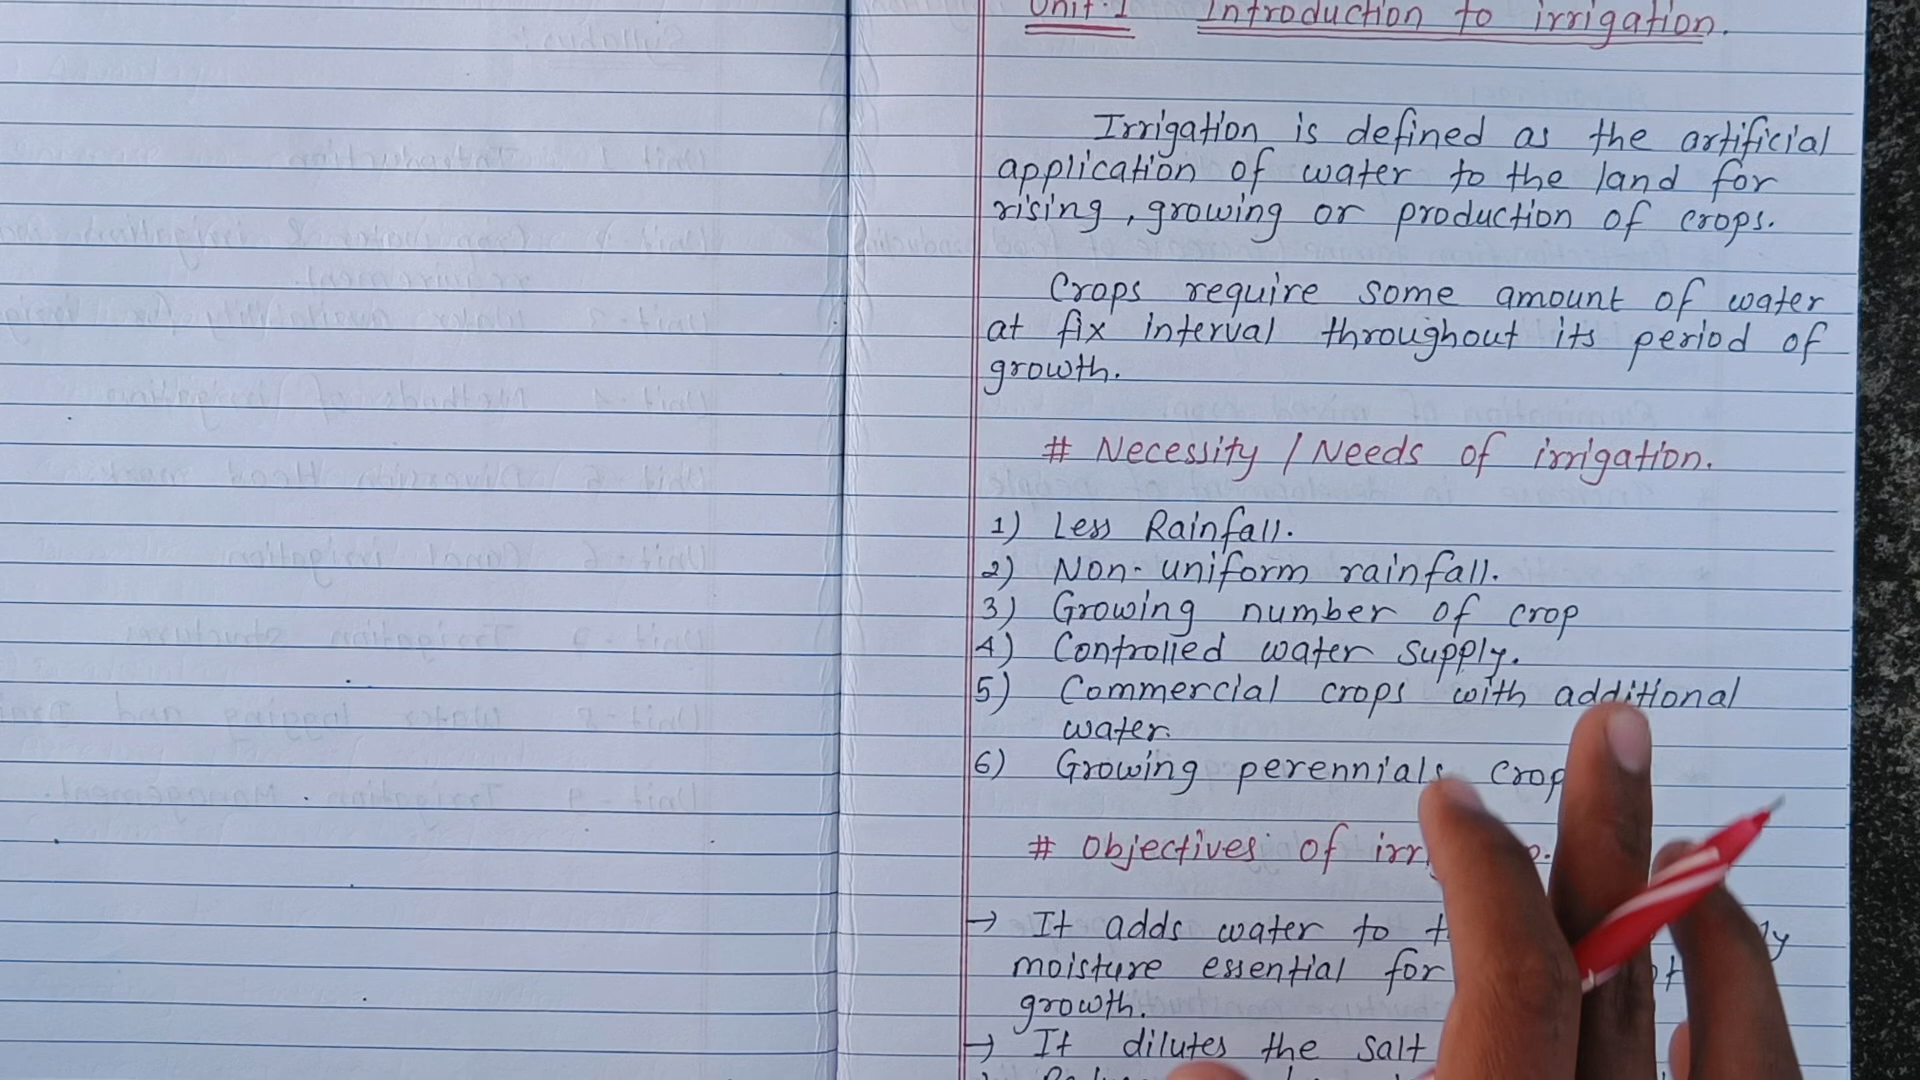 Unit-1 Introduction to irrigation.
Irrigation is defined as the artificial
application of water to the land for
rising, growing or production of crops.
Crops require some amount of water
at fix interval throughout its period of
growth.
# Necessity / Needs of irrigation.
1) Less Rainfall.
2) Non-uniform rainfall.
3) Growing number of crop
4) Controlled water supply.
5) Commercial crops with additional
water.
6) Growing perennials crop
# Objectives of
→ It adds water to
moisture essential for
growth.
→ It dilutes the salt